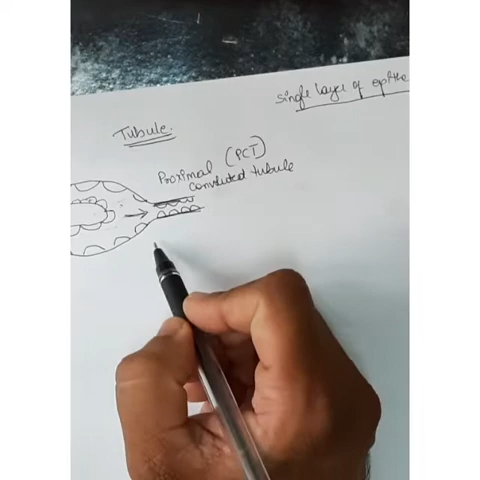 Single layer of epithe
Tubule.
Proximal (PCT)
Convoluted tubule